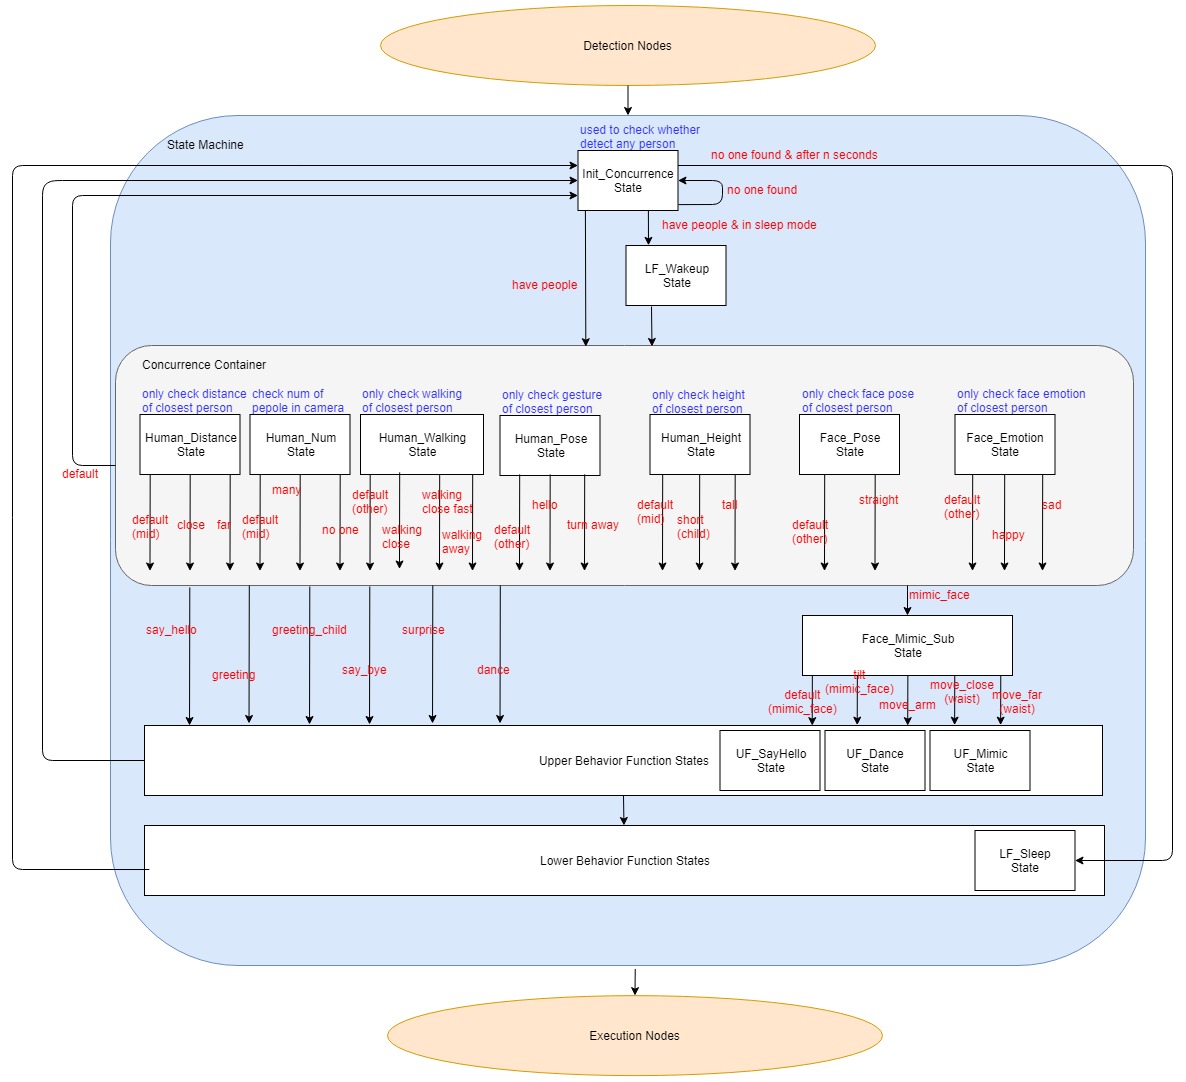 Detection Nodes
State Machine
used to check whether
detect any person
no one found & after n seconds
Init_Concurrence
State
no one found
have people & in sleep mode
LF_Wakeup
State
have people
Concurrence Container
only check distance
of closest person
check num of
pepole in camera
only check walking
of closest person
only check gesture
of closest person
only check height
of closest person
only check face pose
of closest person
only check face emotion
of closest person
Human_Distance
State
Human_Num
State
Human_Walking
State
Human_Pose
State
Human_Height
State
Face_Pose
State
Face_Emotion
State
default
default
(mid)
close
far
default
(mid)
many
no one
default
(other)
walking
close
walking
close fast
walking
away
default
(other)
hello
turn away
default
(mid)
short
(child)
tall
default
(other)
straight
default
(other)
happy
sad
say_hello
greeting
greeting_child
say_bye
surprise
dance
mimic_face
Face_Mimic_Sub
State
default
(mimic_face)
tilt
(mimic_face)
move_arm
move_close
(waist)
move_far
(waist)
Upper Behavior Function States
UF_SayHello
State
UF_Dance
State
UF_Mimic
State
Lower Behavior Function States
LF_Sleep
State
Execution Nodes